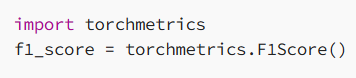 import torchmetrics
f1_score = torchmetrics.F1Score()